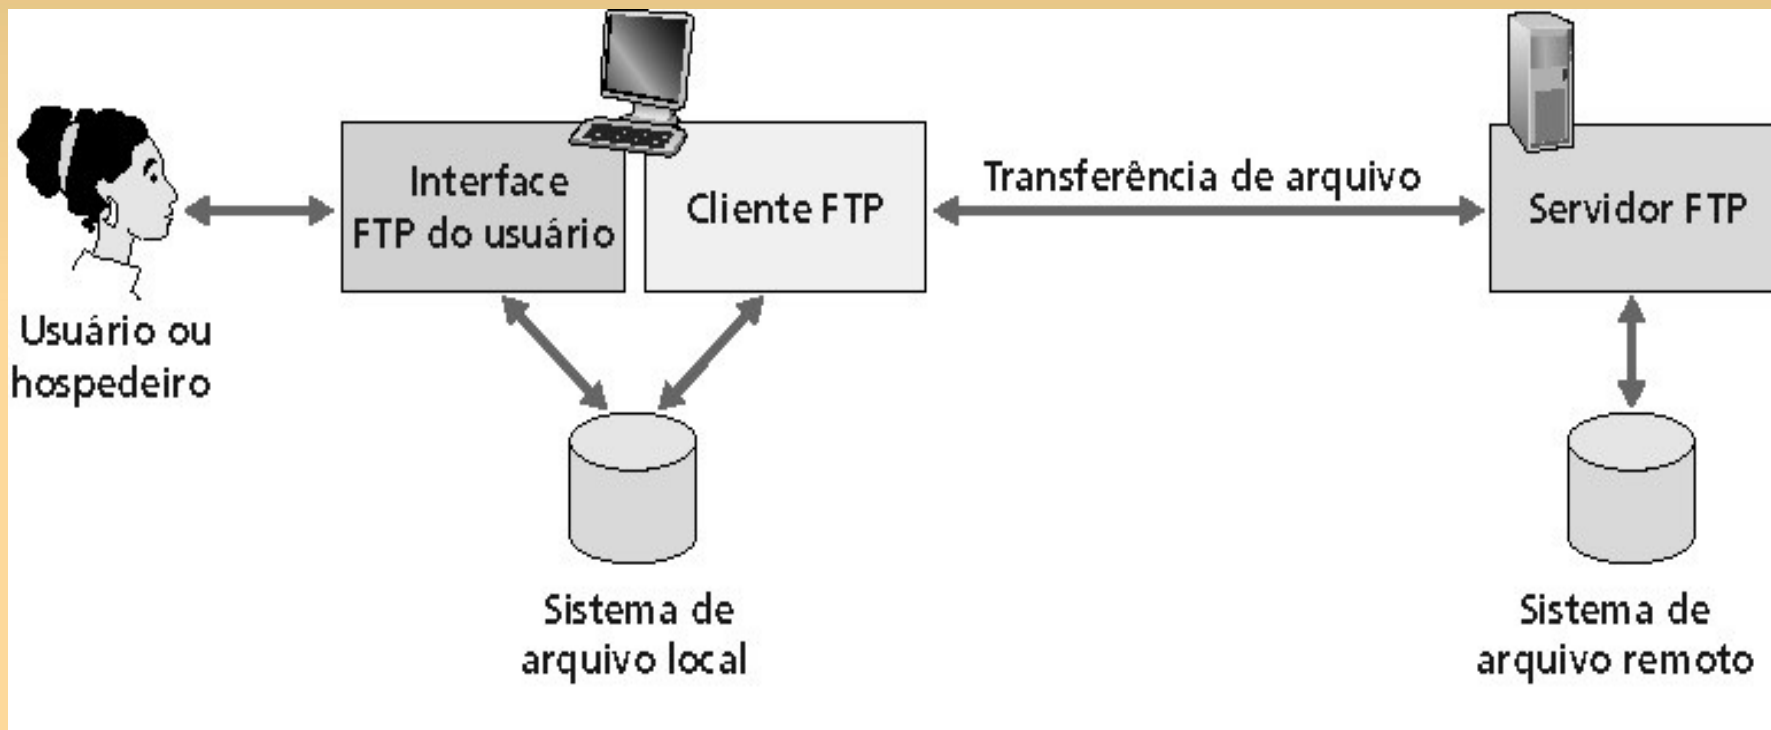 Interface
FTP do usuário
Cliente FTP
Transferência de arquivo
Servidor FTP
Usuário ou
hospedeiro
Sistema de
arquivo local
Sistema de
arquivo remoto